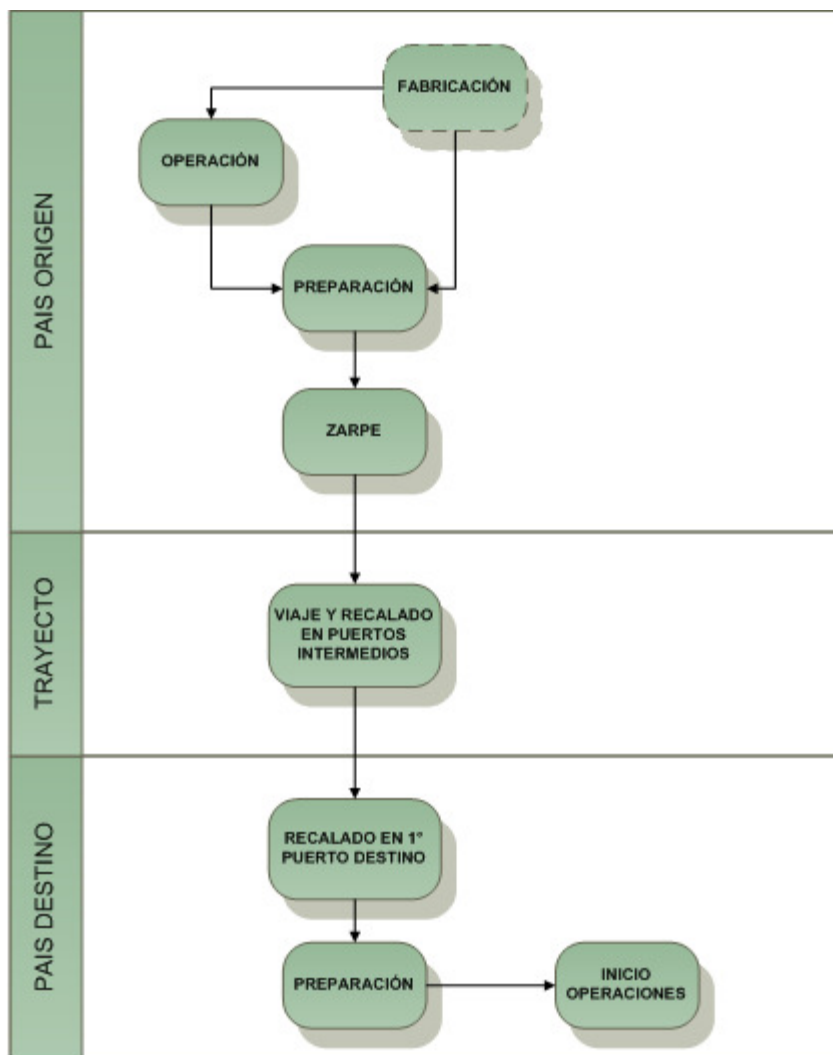 PAIS ORIGEN
FABRICACIÓN
OPERACIÓN
PREPARACIÓN
ZARPE
TRAYECTO
VIAJE Y RECALADO
EN PUERTOS
INTERMEDIOS
PAIS DESTINO
RECALADO EN 1°
PUERTO DESTINO
PREPARACIÓN
INICIO
OPERACIONES